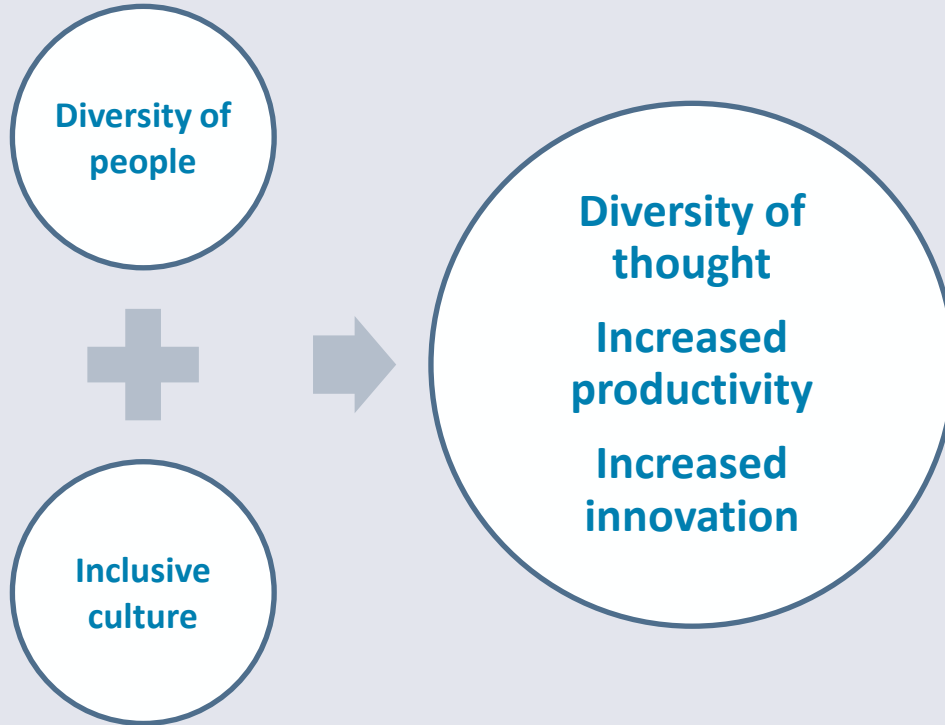 Diversity of
people
Inclusive
culture
Diversity of
thought
Increased
productivity
Increased
innovation